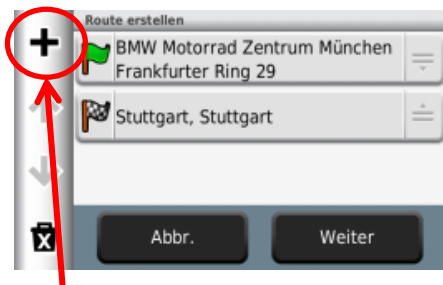 Route erstellen
BMW Motorrad Zentrum München
Frankfurter Ring 29
Stuttgart, Stuttgart
Abbr.
Weiter